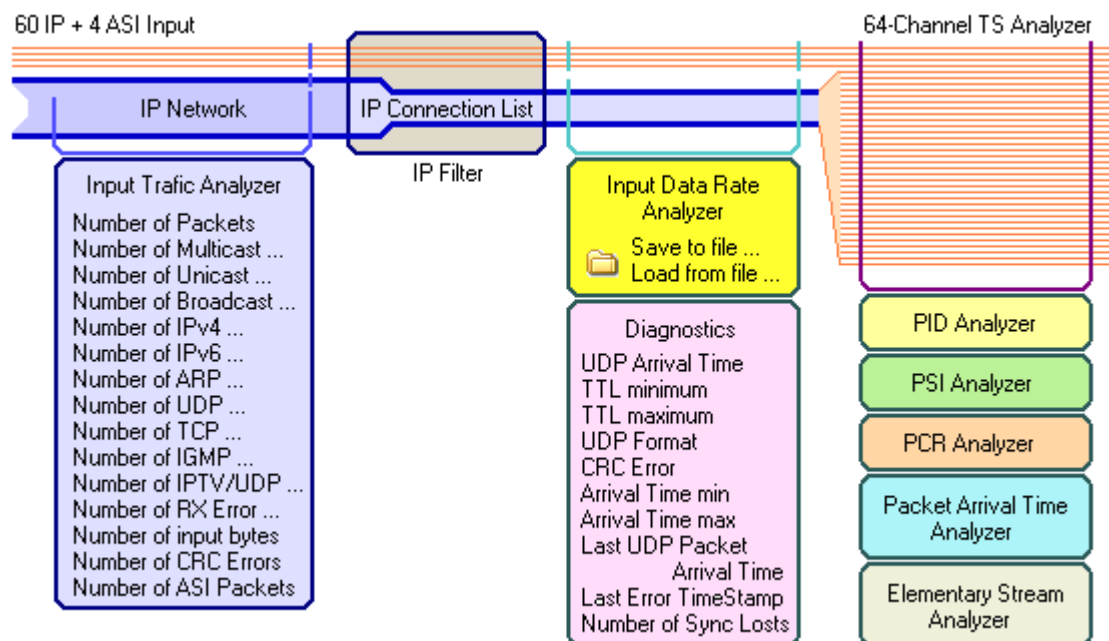 60 IP + 4 ASI Input
64-Channel TS Analyzer
IP Network
IP Connection List
IP Filter
Input Trafic Analyzer
Number of Packets
Number of Multicast ...
Number of Unicast ...
Number of Broadcast ...
Number of IPv4 ...
Number of IPv6 ...
Number of ARP ...
Number of UDP ...
Number of TCP ...
Number of IGMP ...
Number of IPTV/UDP ...
Number of RX Error ...
Number of input bytes
Number of CRC Errors
Number of ASI Packets
Input Data Rate
Analyzer
Save to file ...
Load from file ...
Diagnostics
UDP Arrival Time
TTL minimum
TTL maximum
UDP Format
CRC Error
Arrival Time min
Arrival Time max
Last UDP Packet
Arrival Time
Last Error TimeStamp
Number of Sync Losts
PID Analyzer
PSI Analyzer
PCR Analyzer
Packet Arrival Time
Analyzer
Elementary Stream
Analyzer